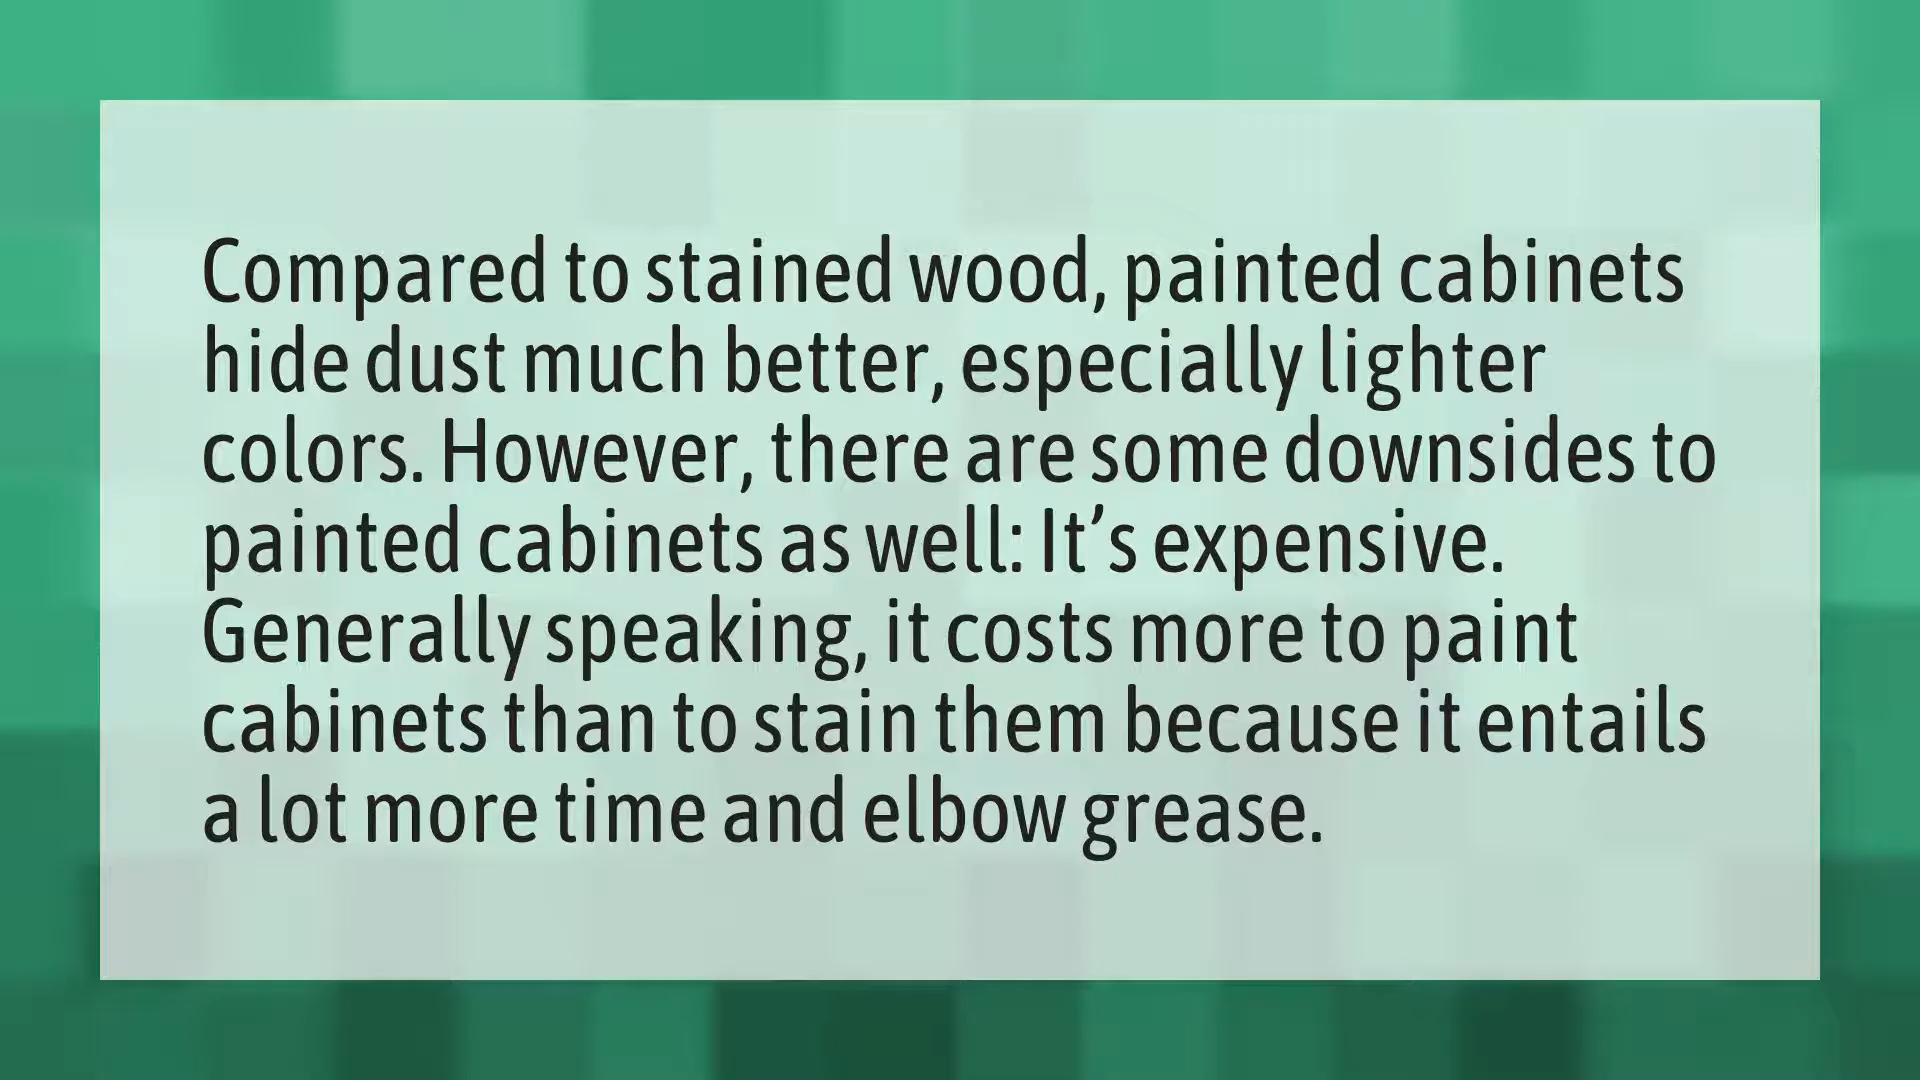 Compared to stained wood, painted cabinets
hide dust much better, especially lighter
colors. However, there are some downsides to
painted cabinets as well: It’s expensive.
Generally speaking, it costs more to paint
cabinets than to stain them because it entails
a lot more time and elbow grease.